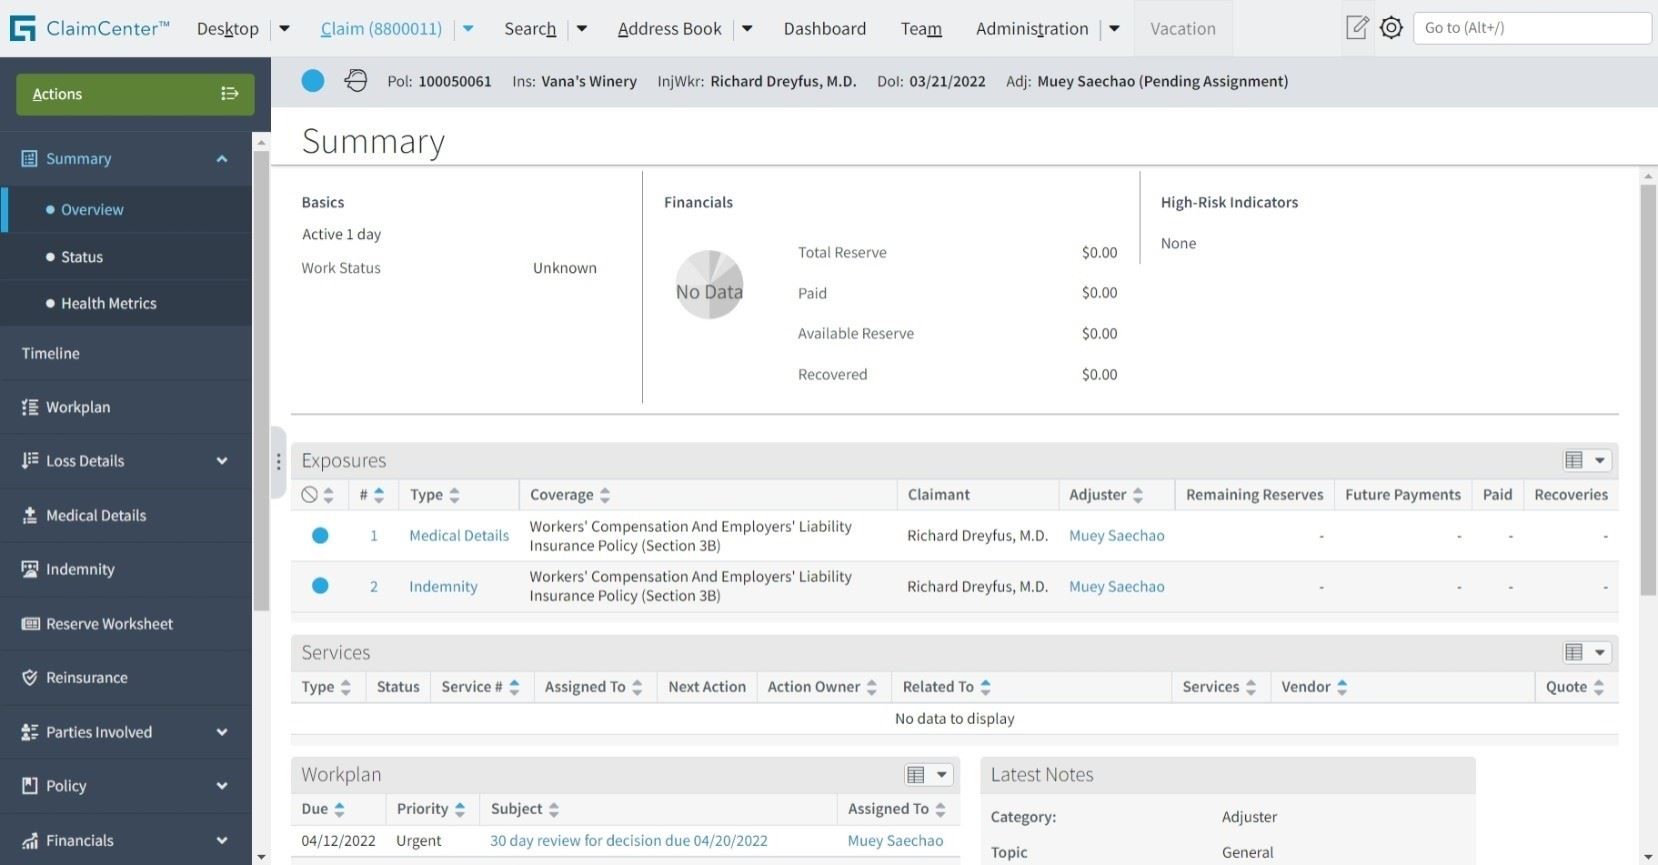 ClaimCenter™ Desktop Claim (8800011) Search Address Book Dashboard Team Administration Vacation Go to (Alt+/)
Actions
Pol: 100050061 Ins: Vana's Winery InjWkr: Richard Dreyfus, M.D. DoI: 03/21/2022 Adj: Muey Saechao (Pending Assignment)
Summary
Overview
Status
Health Metrics
Timeline
Workplan
Loss Details
Medical Details
Indemnity
Reserve Worksheet
Reinsurance
Parties Involved
Policy
Financials
Summary
Basics
Active 1 day
Work Status Unknown
Financials
No Data
Total Reserve $0.00
Paid $0.00
Available Reserve $0.00
Recovered $0.00
High-Risk Indicators
None
Exposures
# Type Coverage Claimant Adjuster Remaining Reserves Future Payments Paid Recoveries
1 Medical Details Workers' Compensation And Employers' Liability Insurance Policy (Section 3B) Richard Dreyfus, M.D. Muey Saechao - - - -
2 Indemnity Workers' Compensation And Employers' Liability Insurance Policy (Section 3B) Richard Dreyfus, M.D. Muey Saechao - - - -
Services
Type Status Service # Assigned To Next Action Action Owner Related To Services Vendor Quote
No data to display
Workplan
Due Priority Subject Assigned To
04/12/2022 Urgent 30 day review for decision due 04/20/2022 Muey Saechao
Latest Notes
Category: Adjuster
Topic General